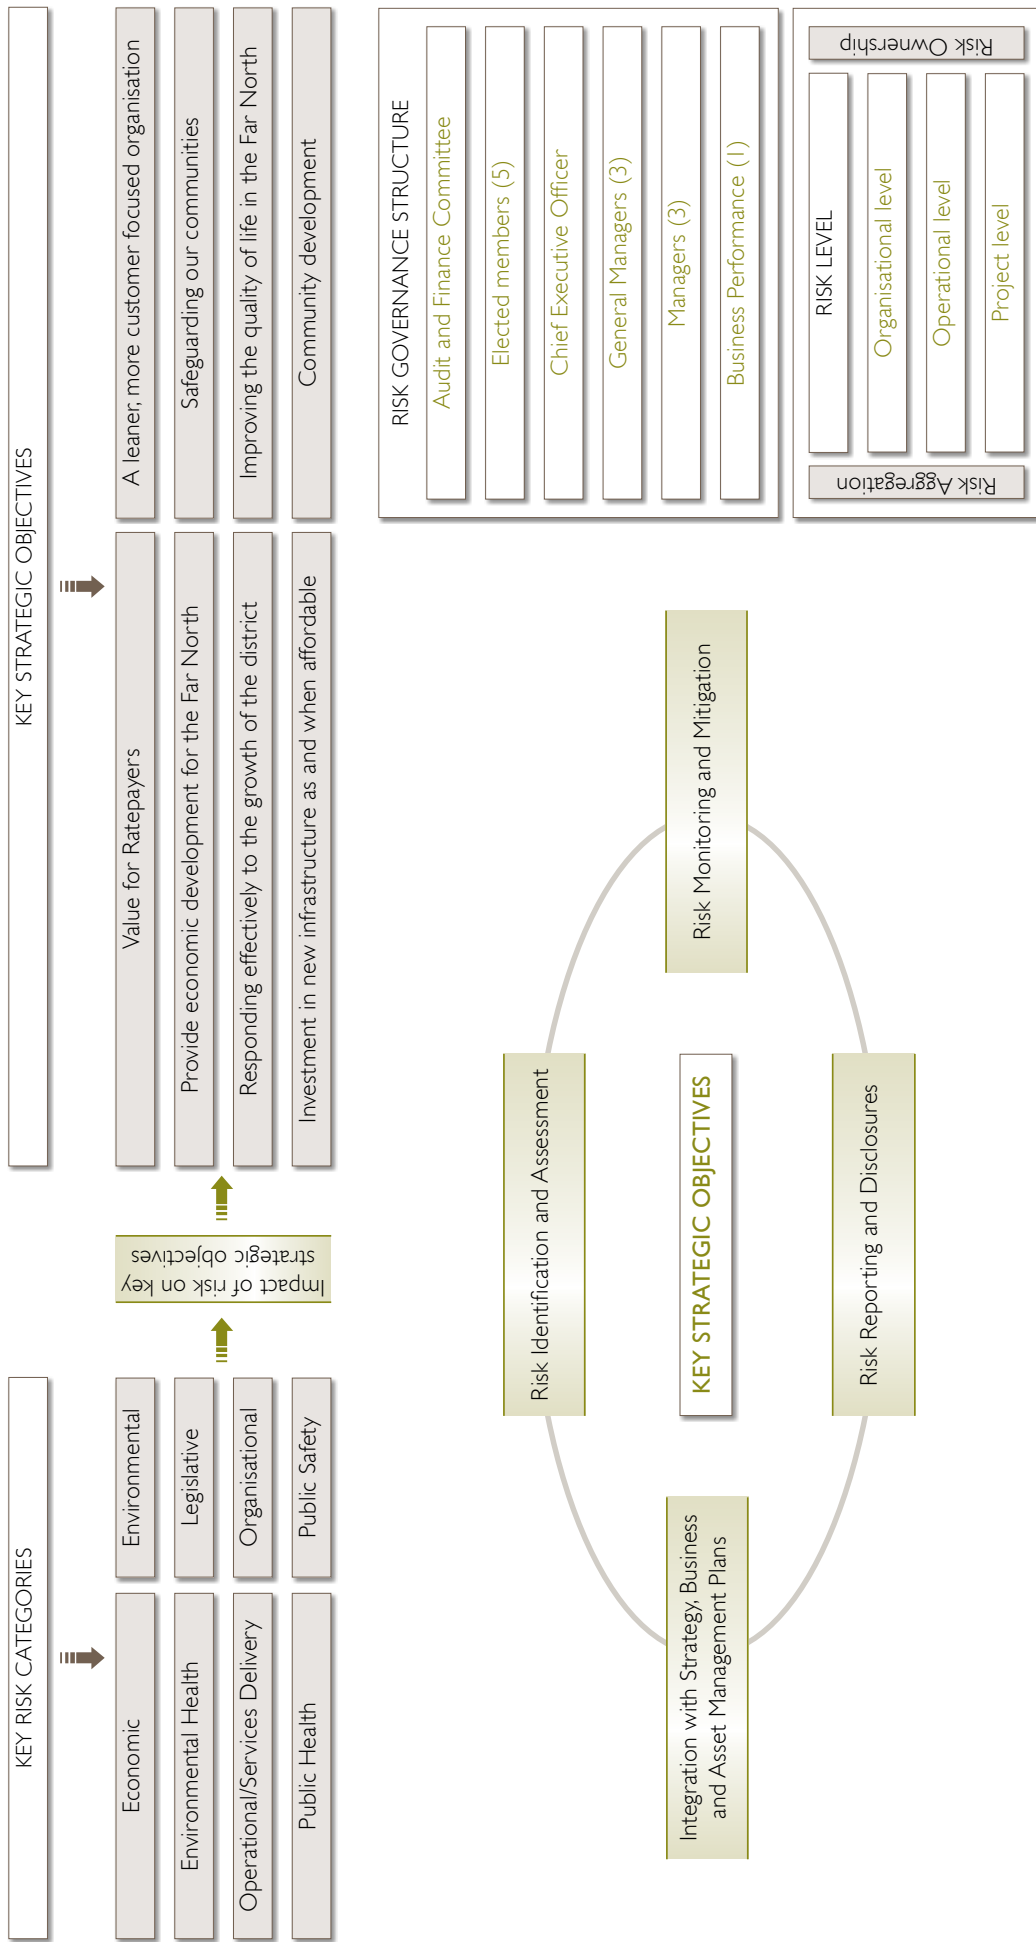 KEY RISK CATEGORIES
Economic
Environmental
Environmental Health
Legislative
Operational/Services Delivery
Organisational
Public Health
Public Safety
Impact of risk on key
strategic objectives
KEY STRATEGIC OBJECTIVES
Value for Ratepayers
A leaner, more customer focused organisation
Provide economic development for the Far North
Safeguarding our communities
Responding effectively to the growth of the district
Improving the quality of life in the Far North
Investment in new infrastructure as and when affordable
Community development
Risk Identification and Assessment
Integration with Strategy, Business
and Asset Management Plans
KEY STRATEGIC OBJECTIVES
Risk Monitoring and Mitigation
Risk Reporting and Disclosures
RISK GOVERNANCE STRUCTURE
Audit and Finance Committee
Elected members (5)
Chief Executive Officer
General Managers (3)
Managers (3)
Business Performance (1)
Risk Aggregation
RISK LEVEL
Organisational level
Operational level
Project level
Risk Ownership